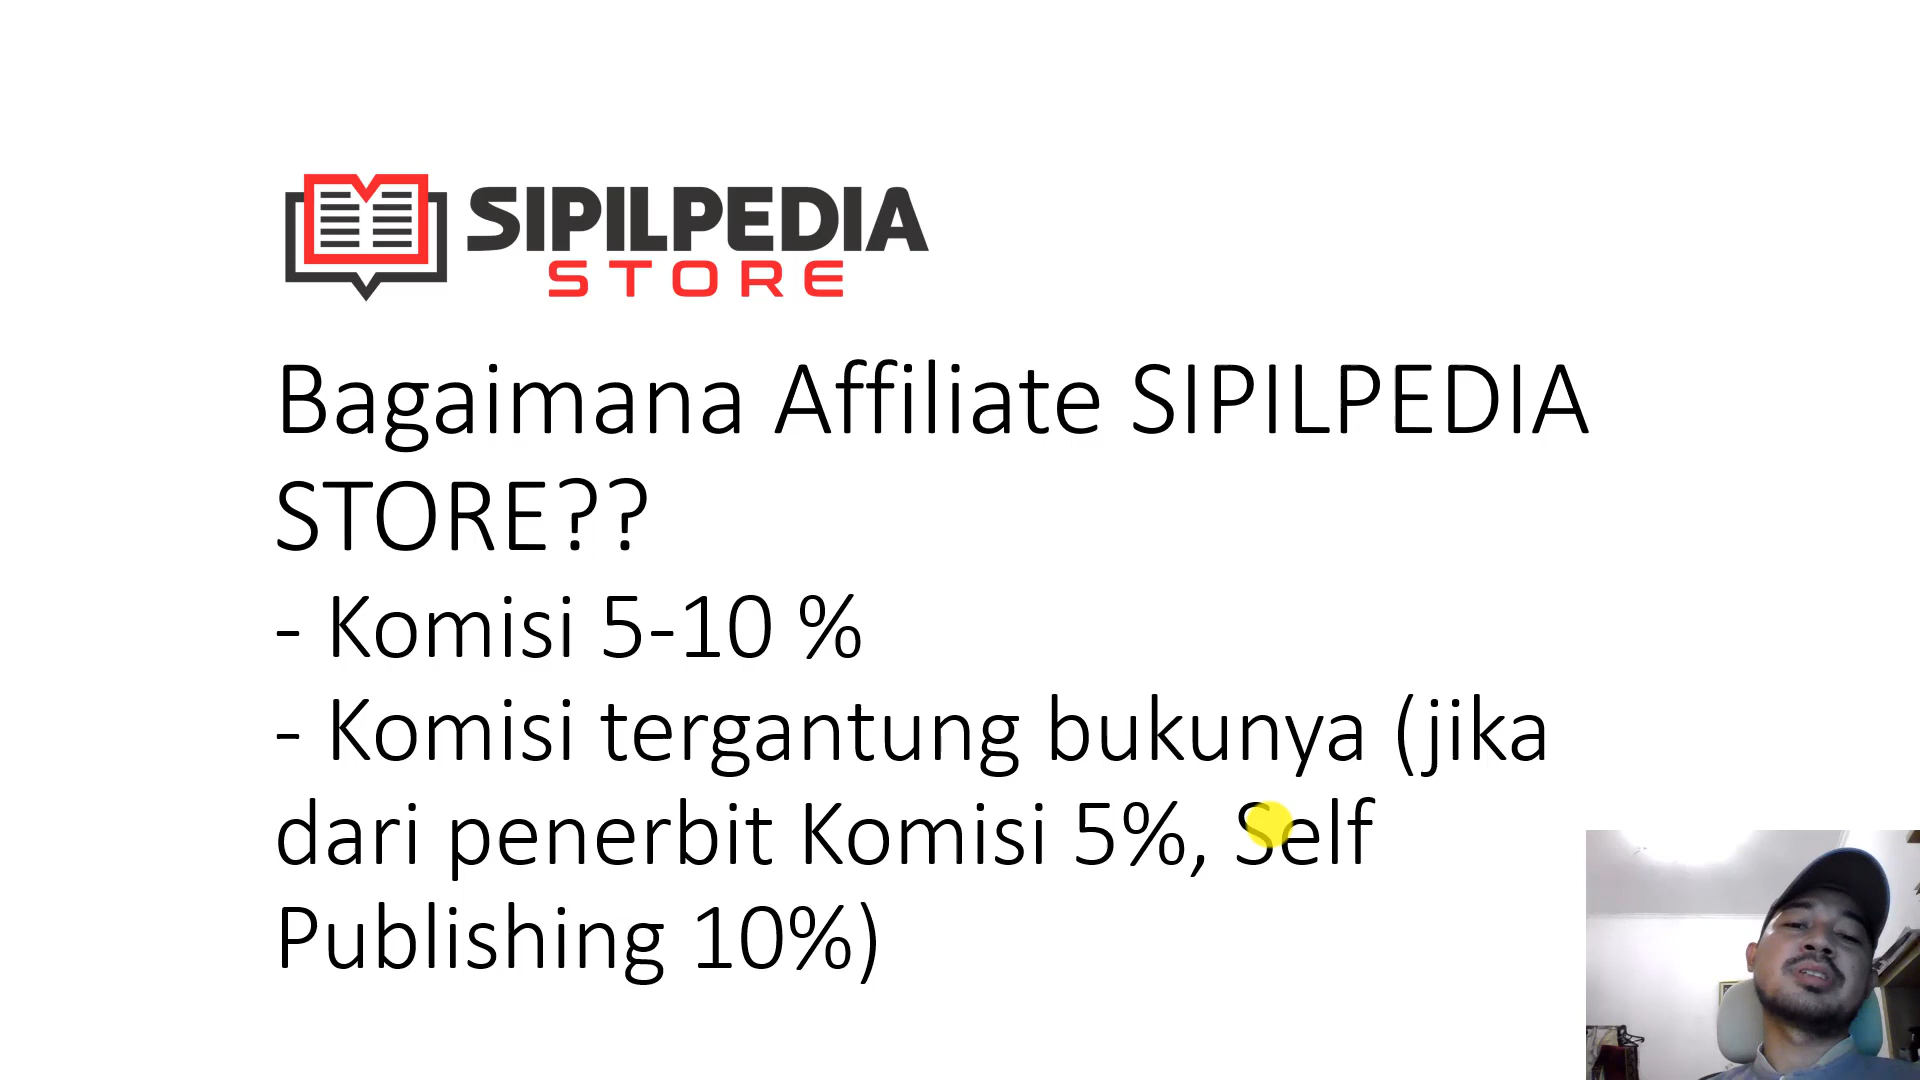 SIPILPEDIA
STORE
Bagaimana Affiliate SIPILPEDIA
STORE??
- Komisi 5-10 %
- Komisi tergantung bukunya (jika
dari penerbit Komisi 5%, Self
Publishing 10%)